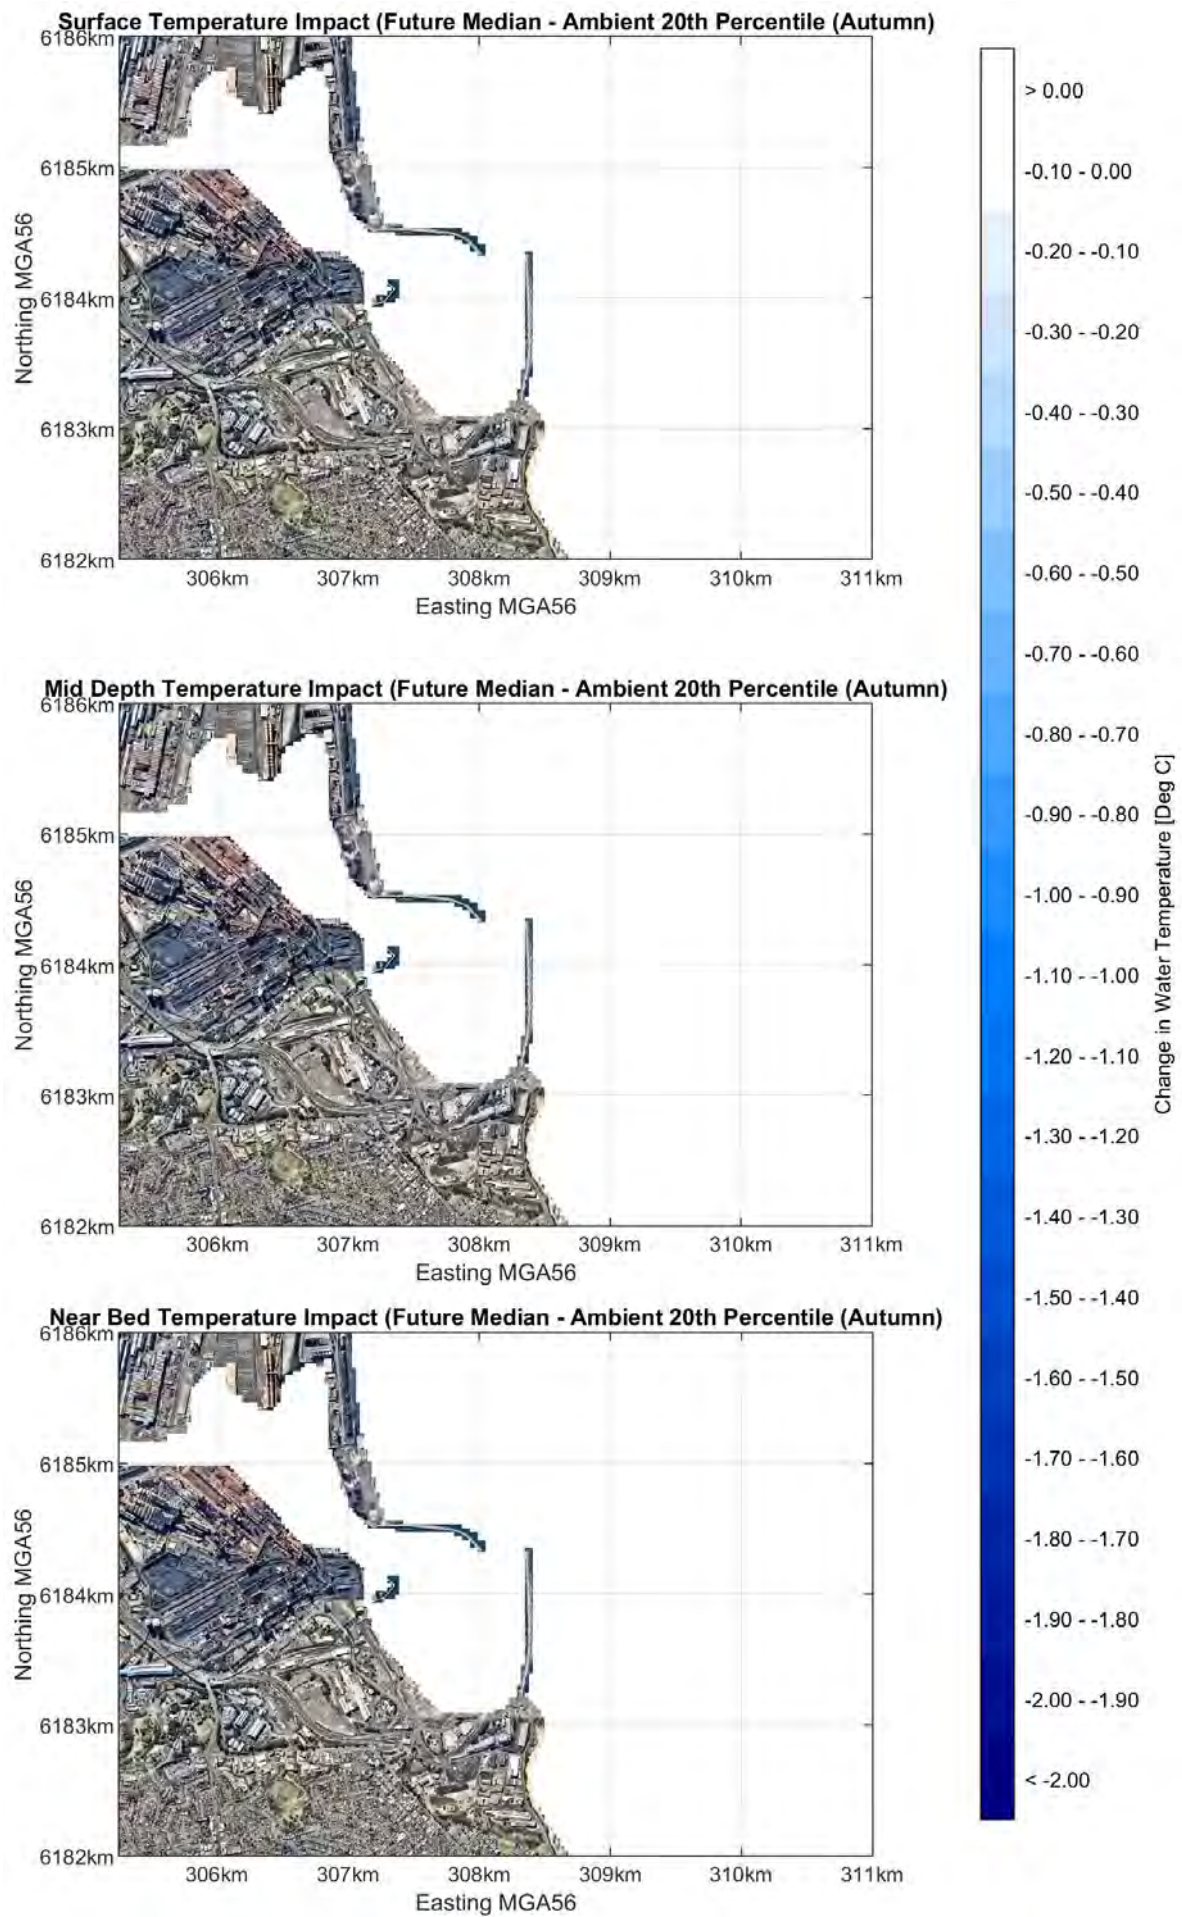 Surface Temperature Impact (Future Median - Ambient 20th Percentile (Autumn)
6186km
6185km
6184km
6183km
6182km
Northing MGA56
306km 307km 308km 309km 310km 311km
Easting MGA56
Mid Depth Temperature Impact (Future Median - Ambient 20th Percentile (Autumn)
6186km
6185km
6184km
6183km
6182km
Northing MGA56
306km 307km 308km 309km 310km 311km
Easting MGA56
Near Bed Temperature Impact (Future Median - Ambient 20th Percentile (Autumn)
6186km
6185km
6184km
6183km
6182km
Northing MGA56
306km 307km 308km 309km 310km 311km
Easting MGA56
> 0.00
-0.10 - 0.00
-0.20 - -0.10
-0.30 - -0.20
-0.40 - -0.30
-0.50 - -0.40
-0.60 - -0.50
-0.70 - -0.60
-0.80 - -0.70
-0.90 - -0.80
-1.00 - -0.90
-1.10 - -1.00
-1.20 - -1.10
-1.30 - -1.20
-1.40 - -1.30
-1.50 - -1.40
-1.60 - -1.50
-1.70 - -1.60
-1.80 - -1.70
-1.90 - -1.80
-2.00 - -1.90
< -2.00
Change in Water Temperature [Deg C]